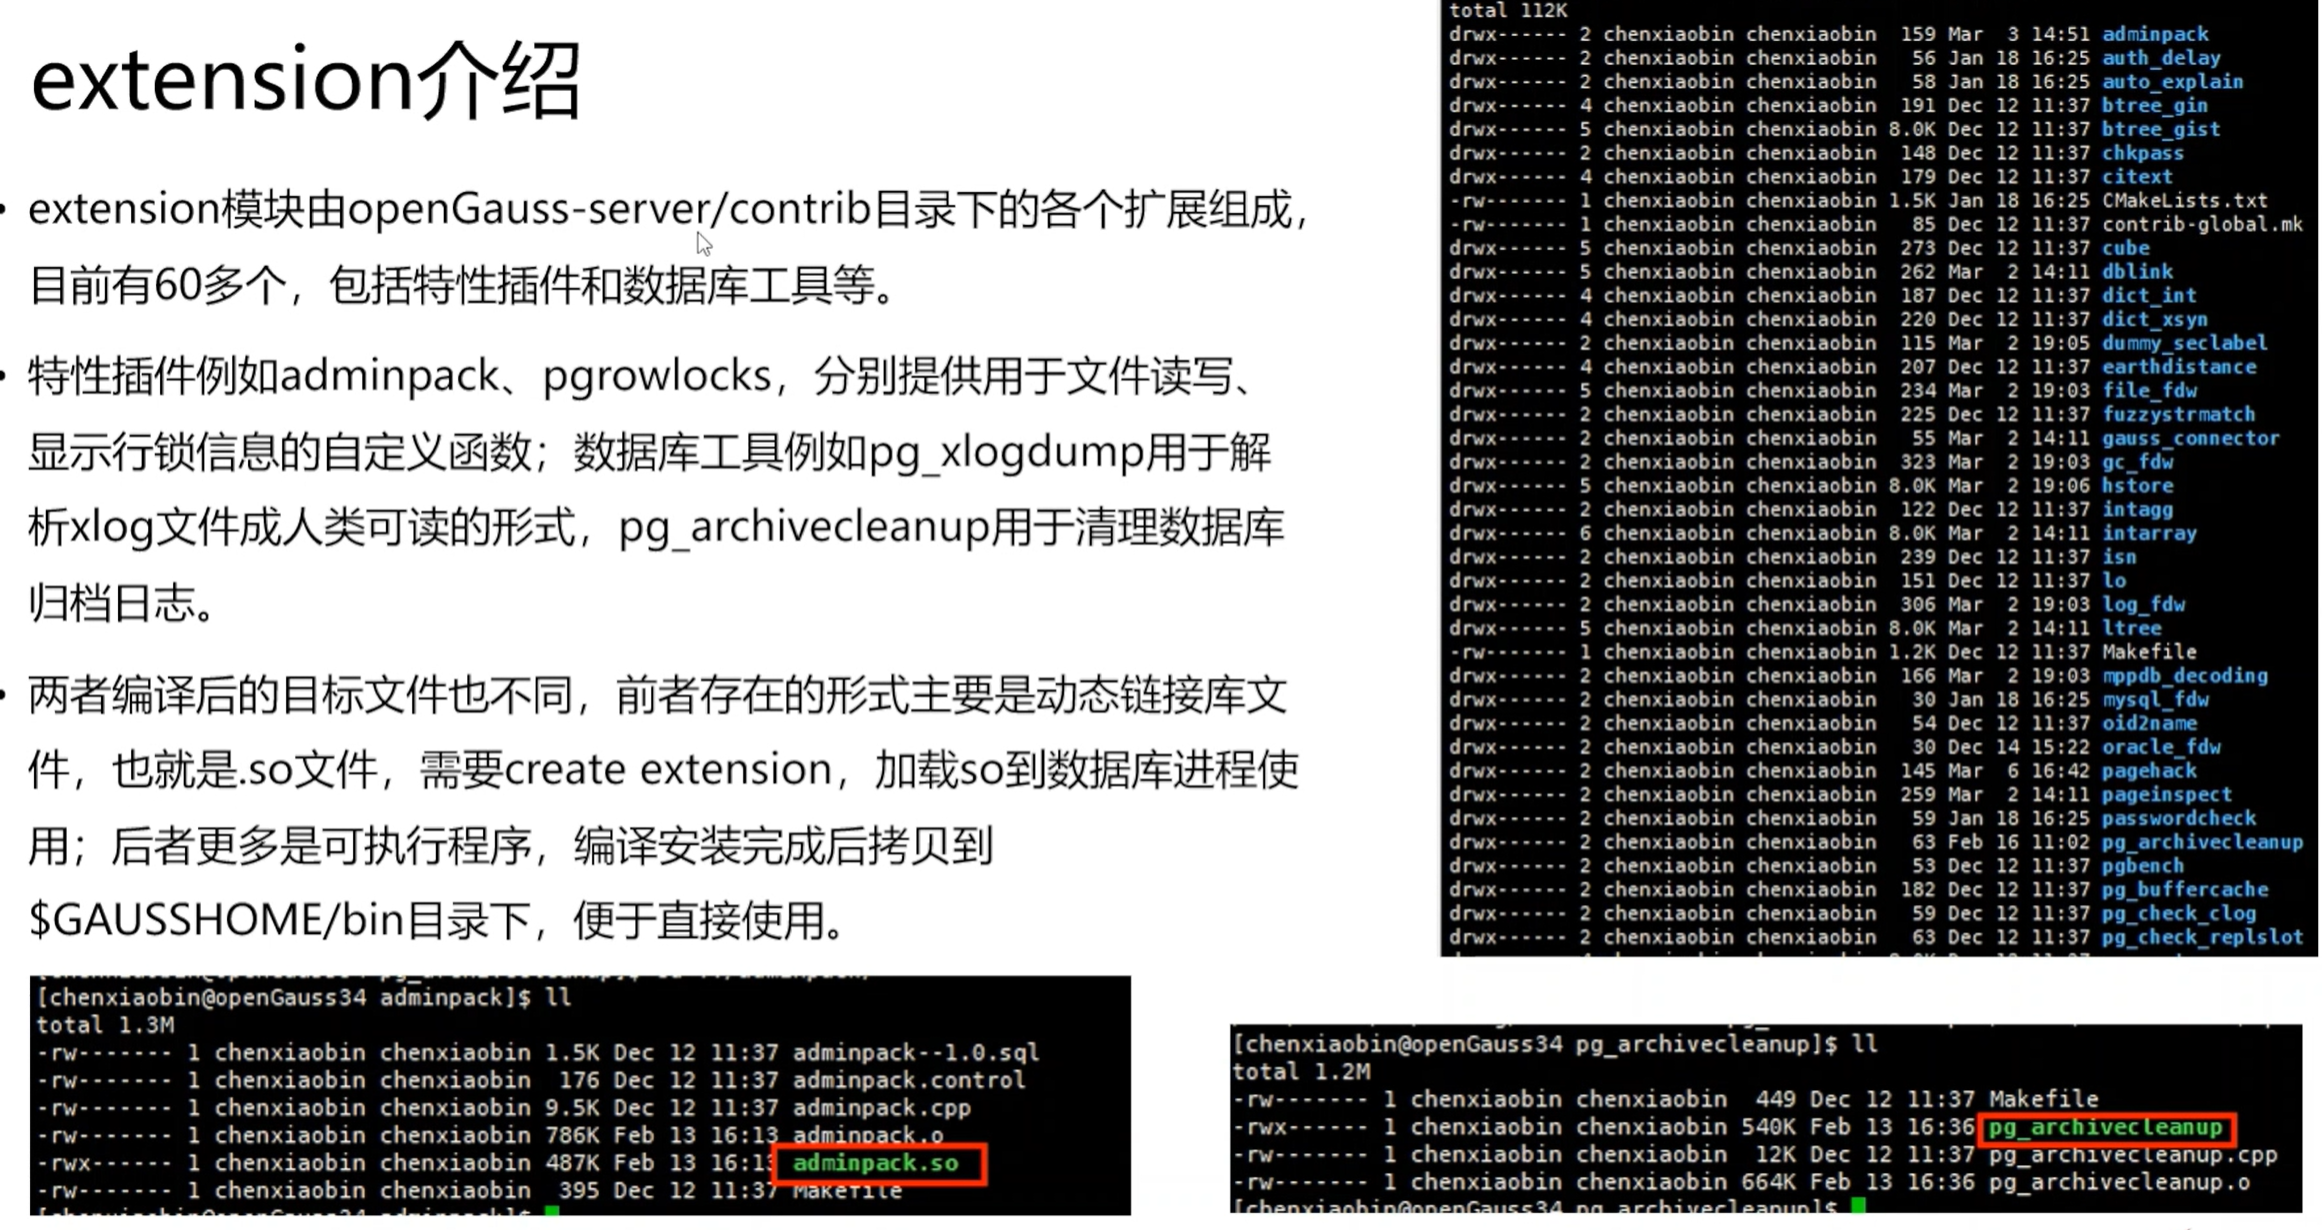 extension介绍
• extension模块由openGauss-server/contrib目录下的各个扩展组成，
目前有60多个，包括特性插件和数据库工具等。
• 特性插件例如adminpack、pgrowlocks，分别提供用于文件读写、
显示行锁信息的自定义函数；数据库工具例如pg_xlogdump用于解
析xlog文件成人类可读的形式，pg_archivecleanup用于清理数据库
归档日志。
• 两者编译后的目标文件也不同，前者存在的形式主要是动态链接库文
件，也就是.so文件，需要create extension，加载so到数据库进程使
用；后者更多是可执行程序，编译安装完成后拷贝到
$GAUSSHOME/bin目录下，便于直接使用。
total 112K
drwx------ 2 chenxiaobin chenxiaobin 159 Mar 3 14:51 adminpack
drwx------ 2 chenxiaobin chenxiaobin 56 Jan 18 16:25 auth_delay
drwx------ 2 chenxiaobin chenxiaobin 58 Jan 18 16:25 auto_explain
drwx------ 4 chenxiaobin chenxiaobin 191 Dec 12 11:37 btree_gin
drwx------ 5 chenxiaobin chenxiaobin 8.0K Dec 12 11:37 btree_gist
drwx------ 2 chenxiaobin chenxiaobin 148 Dec 12 11:37 chkpass
drwx------ 4 chenxiaobin chenxiaobin 179 Dec 12 11:37 citext
-rw------- 1 chenxiaobin chenxiaobin 1.5K Jan 18 16:25 CMakeLists.txt
-rw------- 1 chenxiaobin chenxiaobin 85 Dec 12 11:37 contrib-global.mk
drwx------ 5 chenxiaobin chenxiaobin 273 Dec 12 11:37 cube
drwx------ 5 chenxiaobin chenxiaobin 262 Mar 2 14:11 dblink
drwx------ 4 chenxiaobin chenxiaobin 187 Dec 12 11:37 dict_int
drwx------ 4 chenxiaobin chenxiaobin 220 Dec 12 11:37 dict_xsyn
drwx------ 2 chenxiaobin chenxiaobin 115 Mar 2 19:05 dummy_seclabel
drwx------ 4 chenxiaobin chenxiaobin 207 Dec 12 11:37 earthdistance
drwx------ 5 chenxiaobin chenxiaobin 234 Mar 2 19:03 file_fdw
drwx------ 2 chenxiaobin chenxiaobin 225 Dec 12 11:37 fuzzystrmatch
drwx------ 2 chenxiaobin chenxiaobin 55 Mar 2 14:11 gauss_connector
drwx------ 2 chenxiaobin chenxiaobin 323 Mar 2 19:03 gc_fdw
drwx------ 5 chenxiaobin chenxiaobin 8.0K Mar 2 19:06 hstore
drwx------ 2 chenxiaobin chenxiaobin 122 Dec 12 11:37 intagg
drwx------ 6 chenxiaobin chenxiaobin 8.0K Mar 2 14:11 intarray
drwx------ 2 chenxiaobin chenxiaobin 239 Dec 12 11:37 isn
drwx------ 2 chenxiaobin chenxiaobin 151 Dec 12 11:37 lo
drwx------ 2 chenxiaobin chenxiaobin 306 Mar 2 19:03 log_fdw
drwx------ 5 chenxiaobin chenxiaobin 8.0K Mar 2 14:11 ltree
-rw------- 1 chenxiaobin chenxiaobin 1.2K Dec 12 11:37 Makefile
drwx------ 2 chenxiaobin chenxiaobin 166 Mar 2 19:03 mppdb_decoding
drwx------ 2 chenxiaobin chenxiaobin 30 Jan 18 16:25 mysql_fdw
drwx------ 2 chenxiaobin chenxiaobin 54 Dec 12 11:37 oid2name
drwx------ 2 chenxiaobin chenxiaobin 30 Dec 14 15:22 oracle_fdw
drwx------ 2 chenxiaobin chenxiaobin 145 Mar 6 16:42 pagehack
drwx------ 2 chenxiaobin chenxiaobin 259 Mar 2 14:11 pageinspect
drwx------ 2 chenxiaobin chenxiaobin 59 Jan 18 16:25 passwordcheck
drwx------ 2 chenxiaobin chenxiaobin 63 Feb 16 11:02 pg_archivecleanup
drwx------ 2 chenxiaobin chenxiaobin 53 Dec 12 11:37 pgbench
drwx------ 2 chenxiaobin chenxiaobin 182 Dec 12 11:37 pg_buffercache
drwx------ 2 chenxiaobin chenxiaobin 59 Dec 12 11:37 pg_check_clog
drwx------ 2 chenxiaobin chenxiaobin 63 Dec 12 11:37 pg_check_replslot
[chenxiaobin@openGauss34 adminpack]$ ll
total 1.3M
-rw------- 1 chenxiaobin chenxiaobin 1.5K Dec 12 11:37 adminpack--1.0.sql
-rw------- 1 chenxiaobin chenxiaobin 176 Dec 12 11:37 adminpack.control
-rw------- 1 chenxiaobin chenxiaobin 9.5K Dec 12 11:37 adminpack.cpp
-rw------- 1 chenxiaobin chenxiaobin 786K Feb 13 16:13 adminpack.o
-rwx------ 1 chenxiaobin chenxiaobin 487K Feb 13 16:13 adminpack.so
-rw------- 1 chenxiaobin chenxiaobin 395 Dec 12 11:37 Makefile
[chenxiaobin@openGauss34 adminpack]$
[chenxiaobin@openGauss34 pg_archivecleanup]$ ll
total 1.2M
-rw------- 1 chenxiaobin chenxiaobin 449 Dec 12 11:37 Makefile
-rwx------ 1 chenxiaobin chenxiaobin 540K Feb 13 16:36 pg_archivecleanup
-rw------- 1 chenxiaobin chenxiaobin 12K Dec 12 11:37 pg_archivecleanup.cpp
-rw------- 1 chenxiaobin chenxiaobin 664K Feb 13 16:36 pg_archivecleanup.o
[chenxiaobin@openGauss34 pg_archivecleanup]$